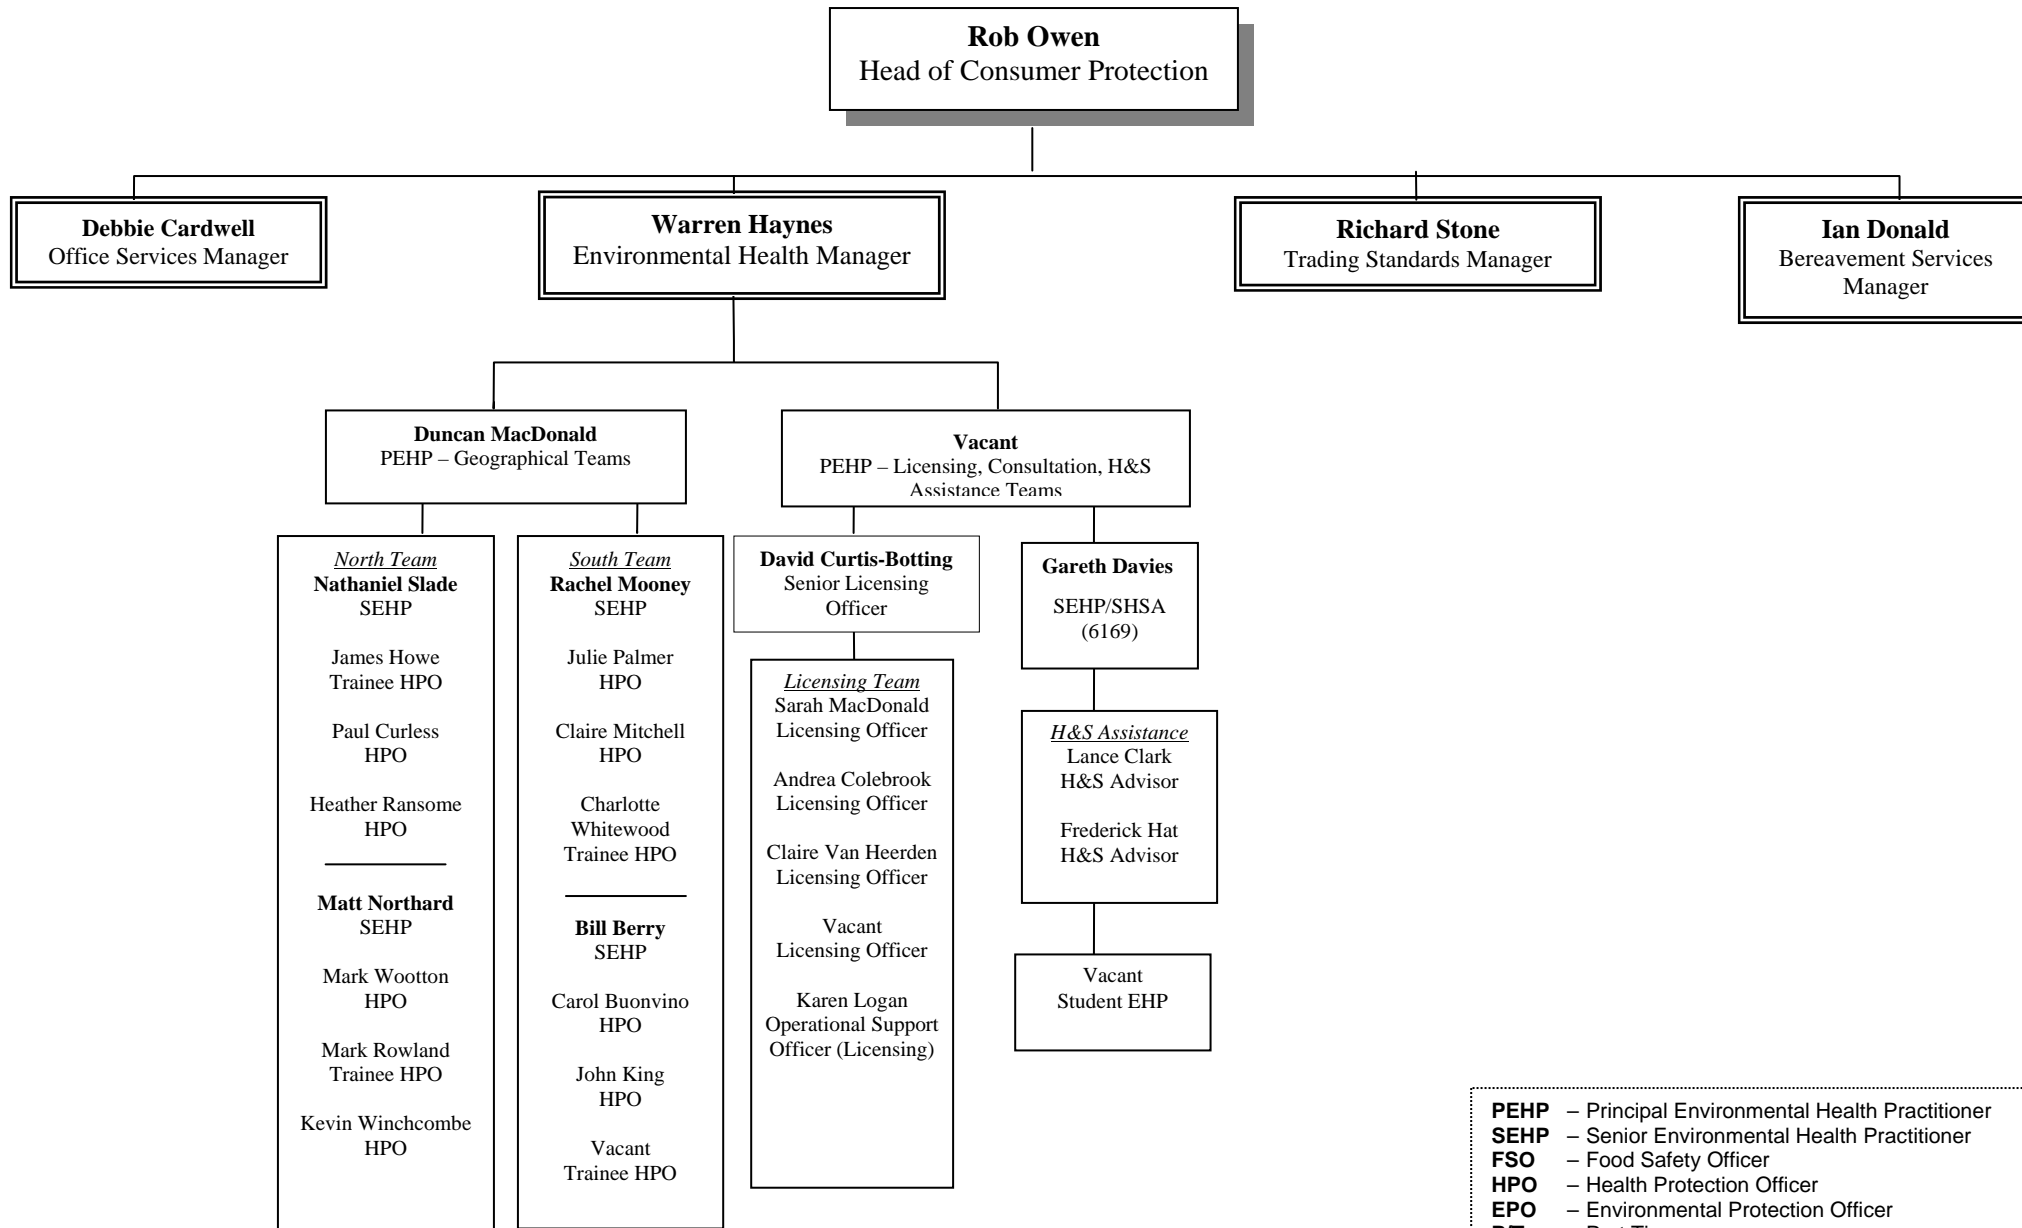 Rob Owen
Head of Consumer Protection
Debbie Cardwell
Office Services Manager
Warren Haynes
Environmental Health Manager
Richard Stone
Trading Standards Manager
Ian Donald
Bereavement Services
Manager
Duncan MacDonald
PEHP – Geographical Teams
Vacant
PEHP – Licensing, Consultation, H&S
Assistance Teams
North Team
Nathaniel Slade
SEHP
James Howe
Trainee HPO
Paul Curless
HPO
Heather Ransome
HPO
Matt Northard
SEHP
Mark Wootton
HPO
Mark Rowland
Trainee HPO
Kevin Winchcombe
HPO
South Team
Rachel Mooney
SEHP
Julie Palmer
HPO
Claire Mitchell
HPO
Charlotte
Whitewood
Trainee HPO
Bill Berry
SEHP
Carol Buonvino
HPO
John King
HPO
Vacant
Trainee HPO
David Curtis-Botting
Senior Licensing
Officer
Licensing Team
Sarah MacDonald
Licensing Officer
Andrea Colebrook
Licensing Officer
Claire Van Heerden
Licensing Officer
Vacant
Licensing Officer
Karen Logan
Operational Support
Officer (Licensing)
Gareth Davies
SEHP/SHSA
(6169)
H&S Assistance
Lance Clark
H&S Advisor
Frederick Hat
H&S Advisor
Vacant
Student EHP
PEHP – Principal Environmental Health Practitioner
SEHP – Senior Environmental Health Practitioner
FSO – Food Safety Officer
HPO – Health Protection Officer
EPO – Environmental Protection Officer